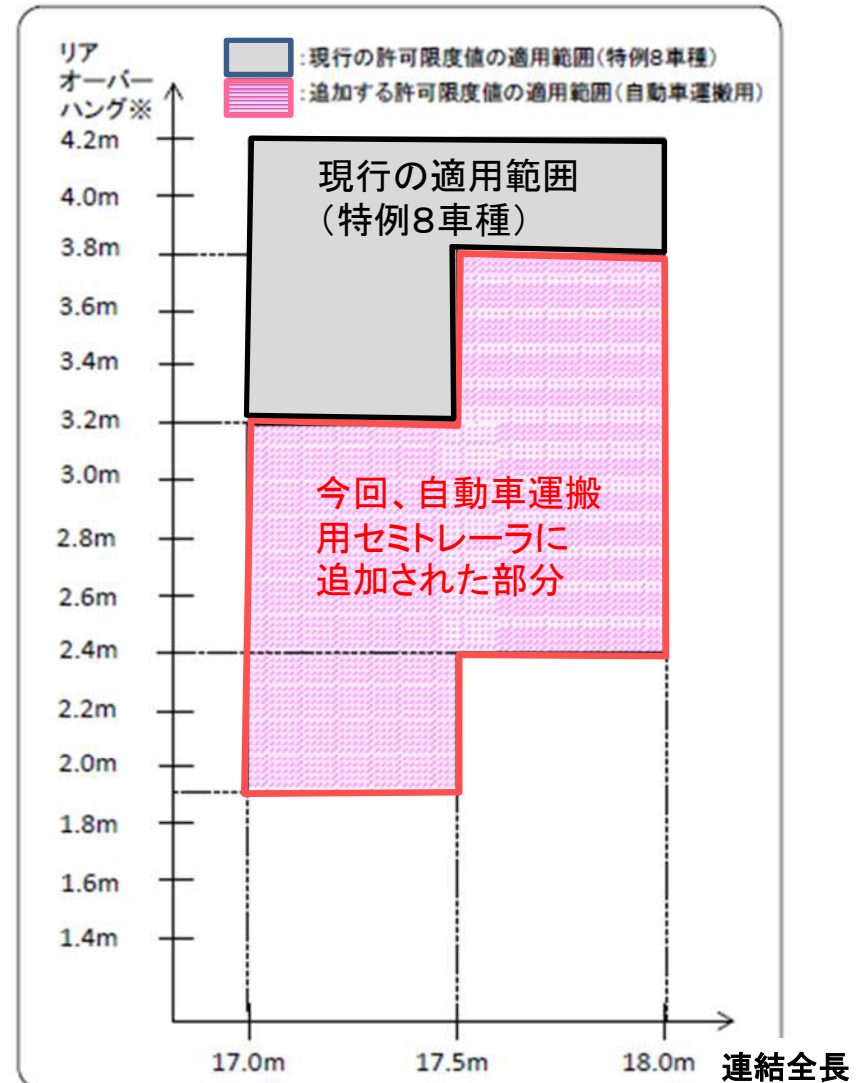 リア
オーバー
ハング※
:現行の許可限度値の適用範囲(特例8車種)
:追加する許可限度値の適用範囲(自動車運搬用)
4.2m
現行の適用範囲
(特例8車種)
4.0m
3.8m
3.6m
3.4m
3.2m
3.0m
今回、自動車運搬
用セミトレーラに
追加された部分
2.8m
2.6m
2.4m
2.2m
2.0m
1.8m
1.6m
1.4m
17.0m 17.5m 18.0m 連結全長